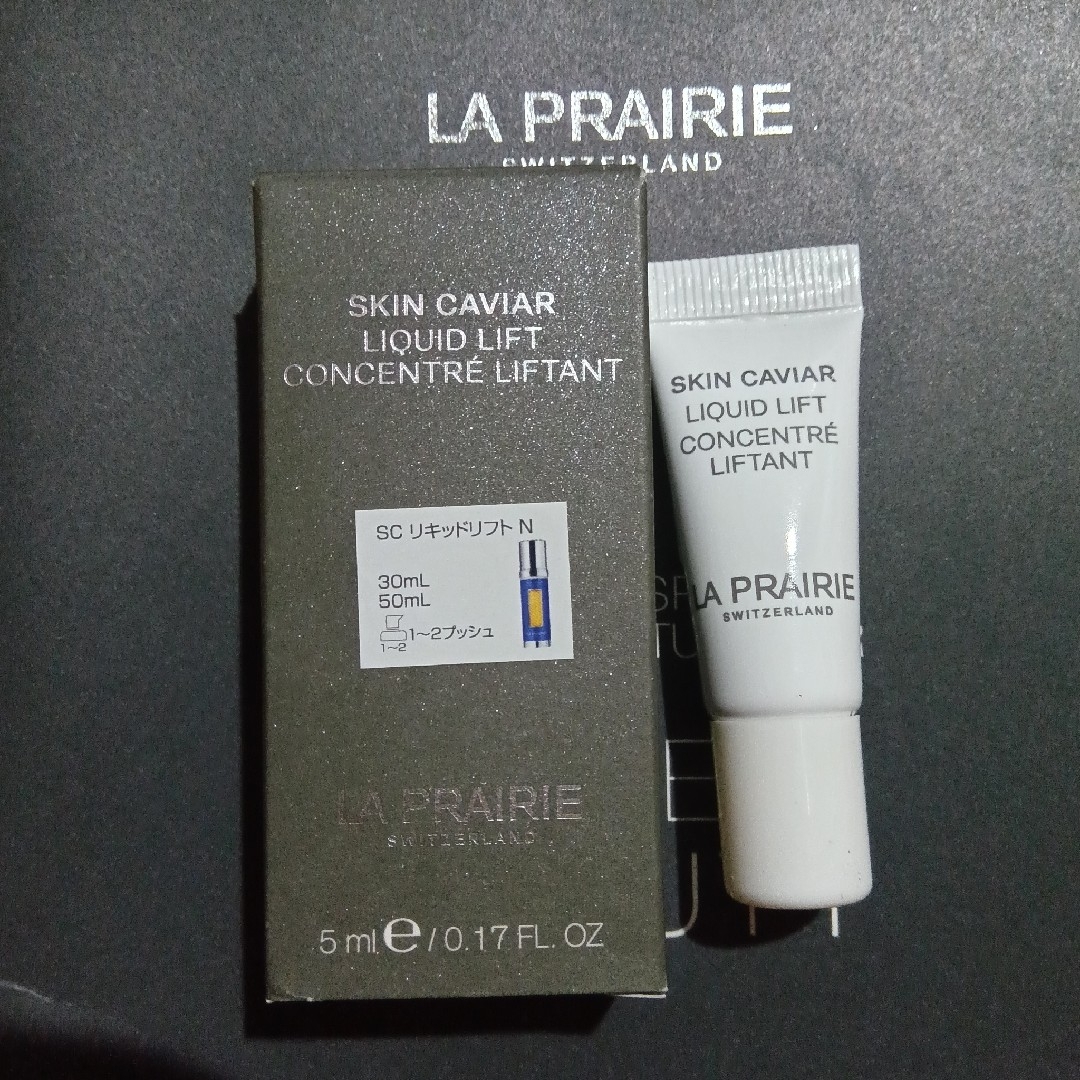 LA PRAIRIE
SWITZERLAND
SKIN CAVIAR
LIQUID LIFT
CONCENTRÉ LIFTANT
SC リキッドリフト N
30mL
50mL
1〜2プッシュ
1〜2
LA PRAIRIE
SWITZERLAND
5 ml e / 0.17 FL. OZ
SKIN CAVIAR
LIQUID LIFT
CONCENTRÉ
LIFTANT
LA PRAIRIE
SWITZERLAND